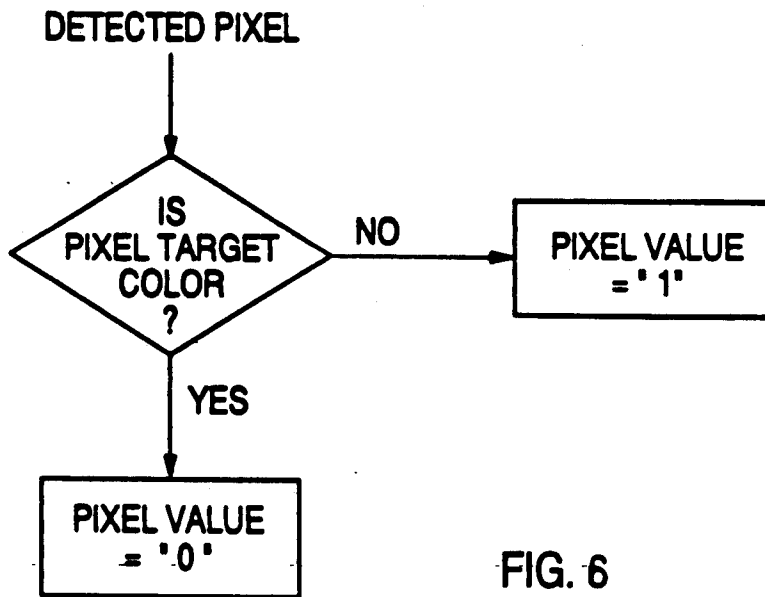 DETECTED PIXEL
IS
PIXEL TARGET
COLOR
?
NO
PIXEL VALUE
= "1"
YES
PIXEL VALUE
= "0"
FIG. 6